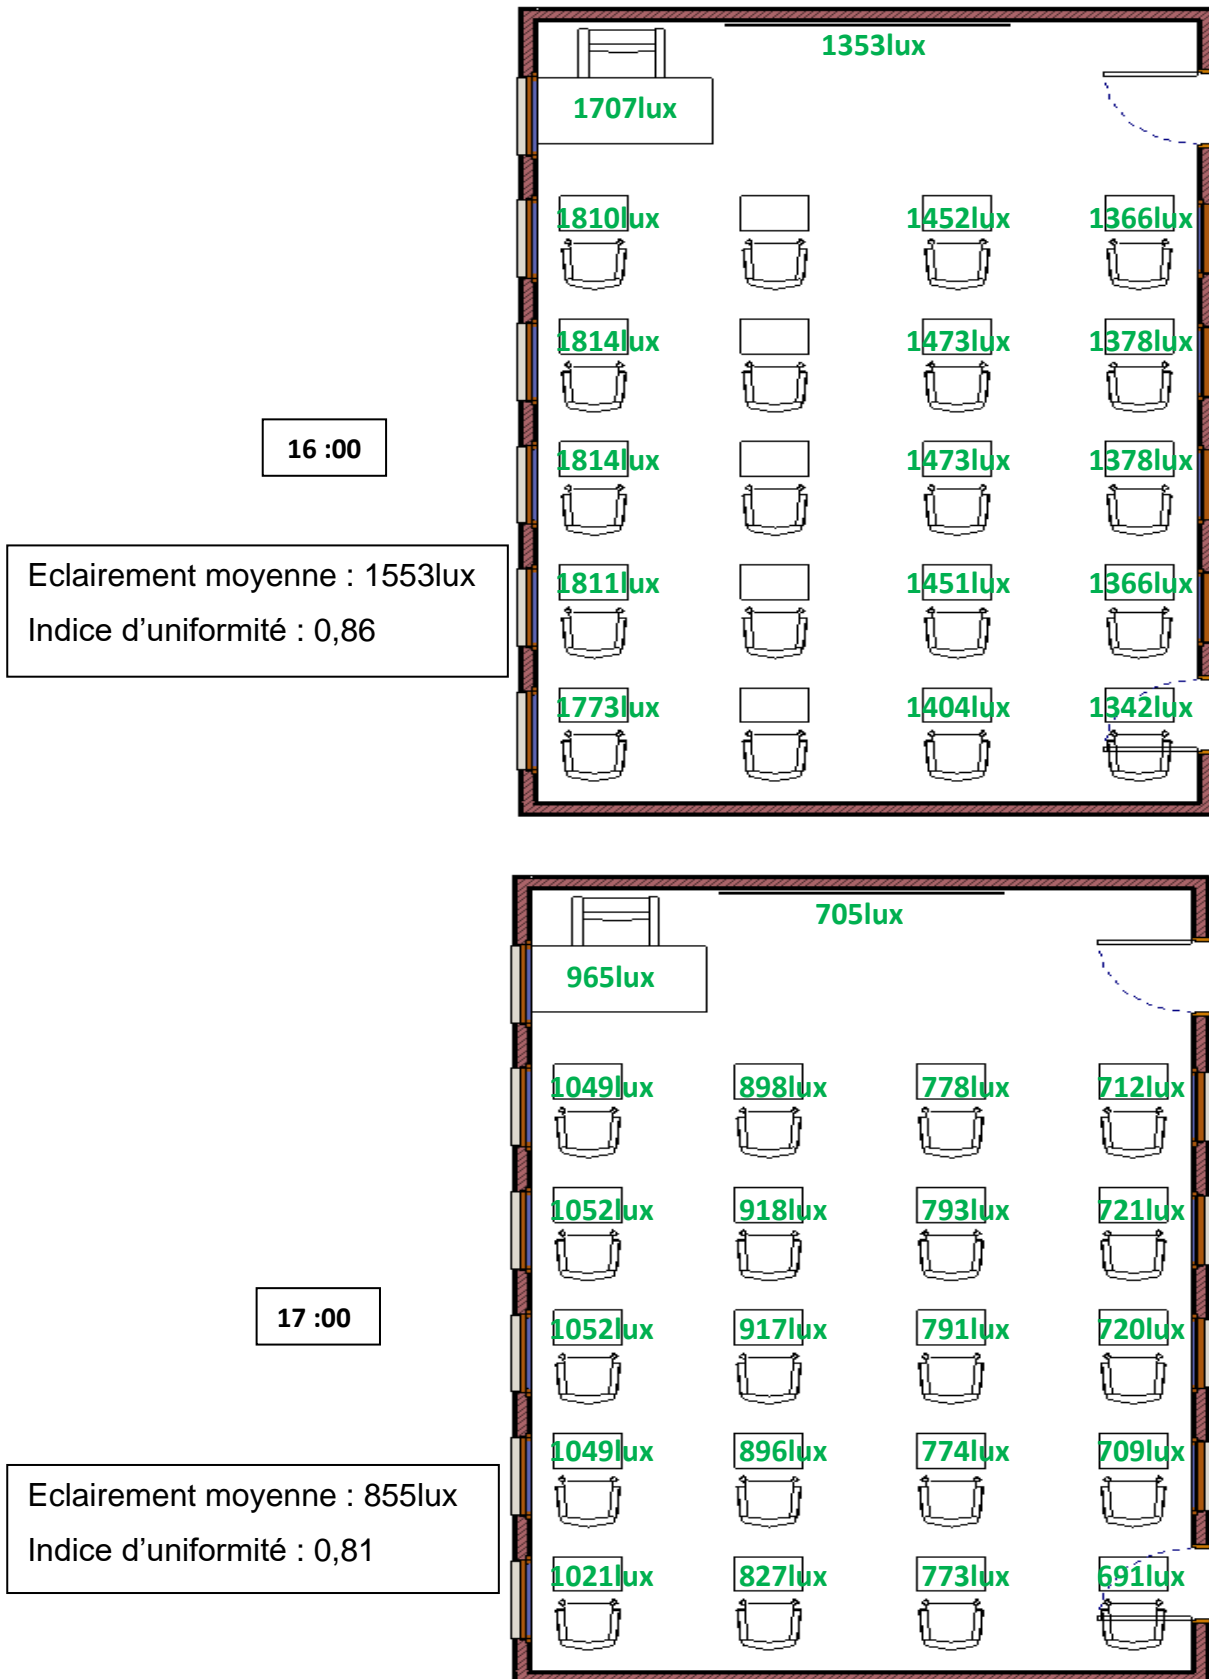 1353lux
1707lux
1810lux 1452lux 1366lux
1814lux 1473lux 1378lux
16 :00
1814lux 1473lux 1378lux
Eclairement moyenne : 1553lux
Indice d’uniformité : 0,86
1811lux 1451lux 1366lux
1773lux 1404lux 1342lux
705lux
965lux
1049lux 898lux 778lux 712lux
1052lux 918lux 793lux 721lux
17 :00
1052lux 917lux 791lux 720lux
1049lux 896lux 774lux 709lux
Eclairement moyenne : 855lux
Indice d’uniformité : 0,81
1021lux 827lux 773lux 691lux